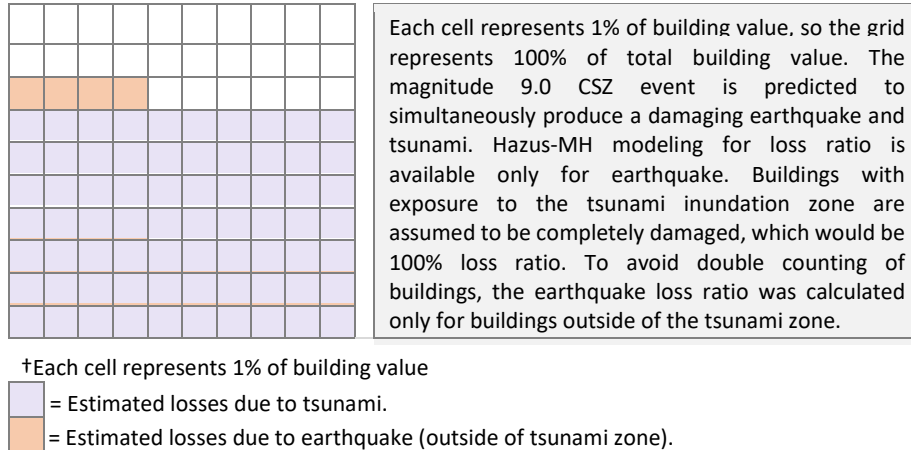 Each cell represents 1% of building value, so the grid
represents 100% of total building value. The
magnitude 9.0 CSZ event is predicted to
simultaneously produce a damaging earthquake and
tsunami. Hazus-MH modeling for loss ratio is
available only for earthquake. Buildings with
exposure to the tsunami inundation zone are
assumed to be completely damaged, which would be
100% loss ratio. To avoid double counting of
buildings, the earthquake loss ratio was calculated
only for buildings outside of the tsunami zone.
†Each cell represents 1% of building value
= Estimated losses due to tsunami.
= Estimated losses due to earthquake (outside of tsunami zone).